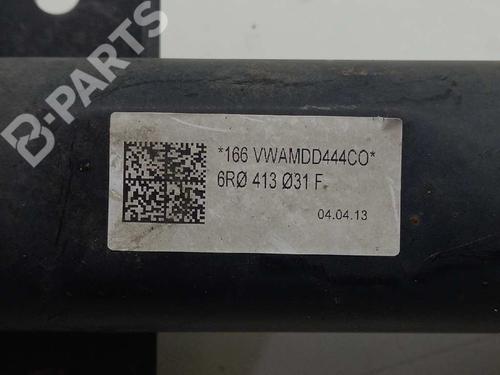 B-PARTS
*166 VWAMDD444CO*
6RØ 413 Ø31 F
04.04.13